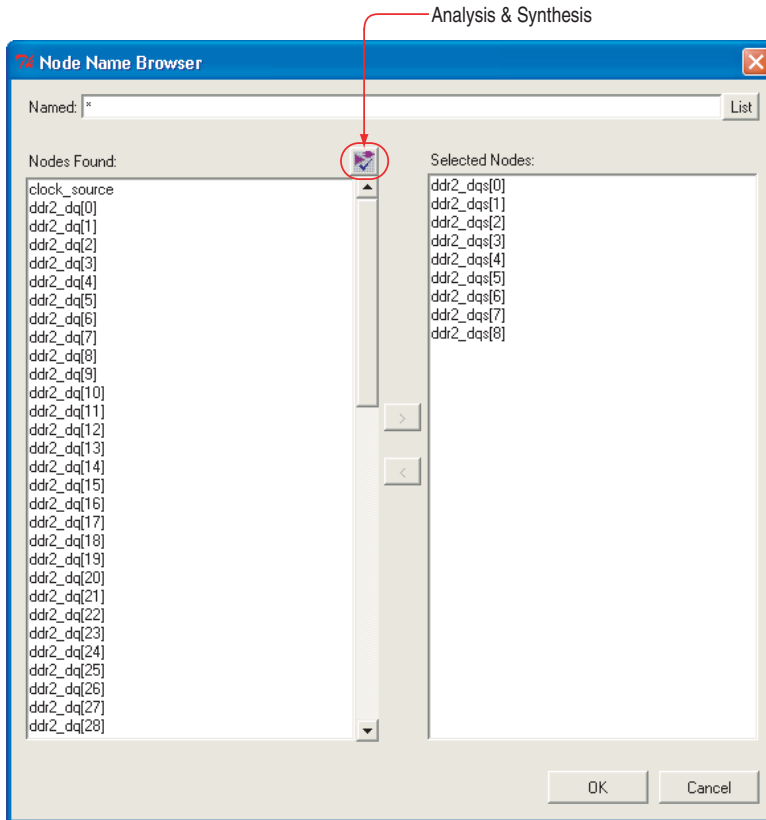 Analysis & Synthesis
Node Name Browser
Named: *
List
Nodes Found:
clock_source
ddr2_dq[0]
ddr2_dq[1]
ddr2_dq[2]
ddr2_dq[3]
ddr2_dq[4]
ddr2_dq[5]
ddr2_dq[6]
ddr2_dq[7]
ddr2_dq[8]
ddr2_dq[9]
ddr2_dq[10]
ddr2_dq[11]
ddr2_dq[12]
ddr2_dq[13]
ddr2_dq[14]
ddr2_dq[15]
ddr2_dq[16]
ddr2_dq[17]
ddr2_dq[18]
ddr2_dq[19]
ddr2_dq[20]
ddr2_dq[21]
ddr2_dq[22]
ddr2_dq[23]
ddr2_dq[24]
ddr2_dq[25]
ddr2_dq[26]
ddr2_dq[27]
ddr2_dq[28]
>
<
Selected Nodes:
ddr2_dqs[0]
ddr2_dqs[1]
ddr2_dqs[2]
ddr2_dqs[3]
ddr2_dqs[4]
ddr2_dqs[5]
ddr2_dqs[6]
ddr2_dqs[7]
ddr2_dqs[8]
OK
Cancel